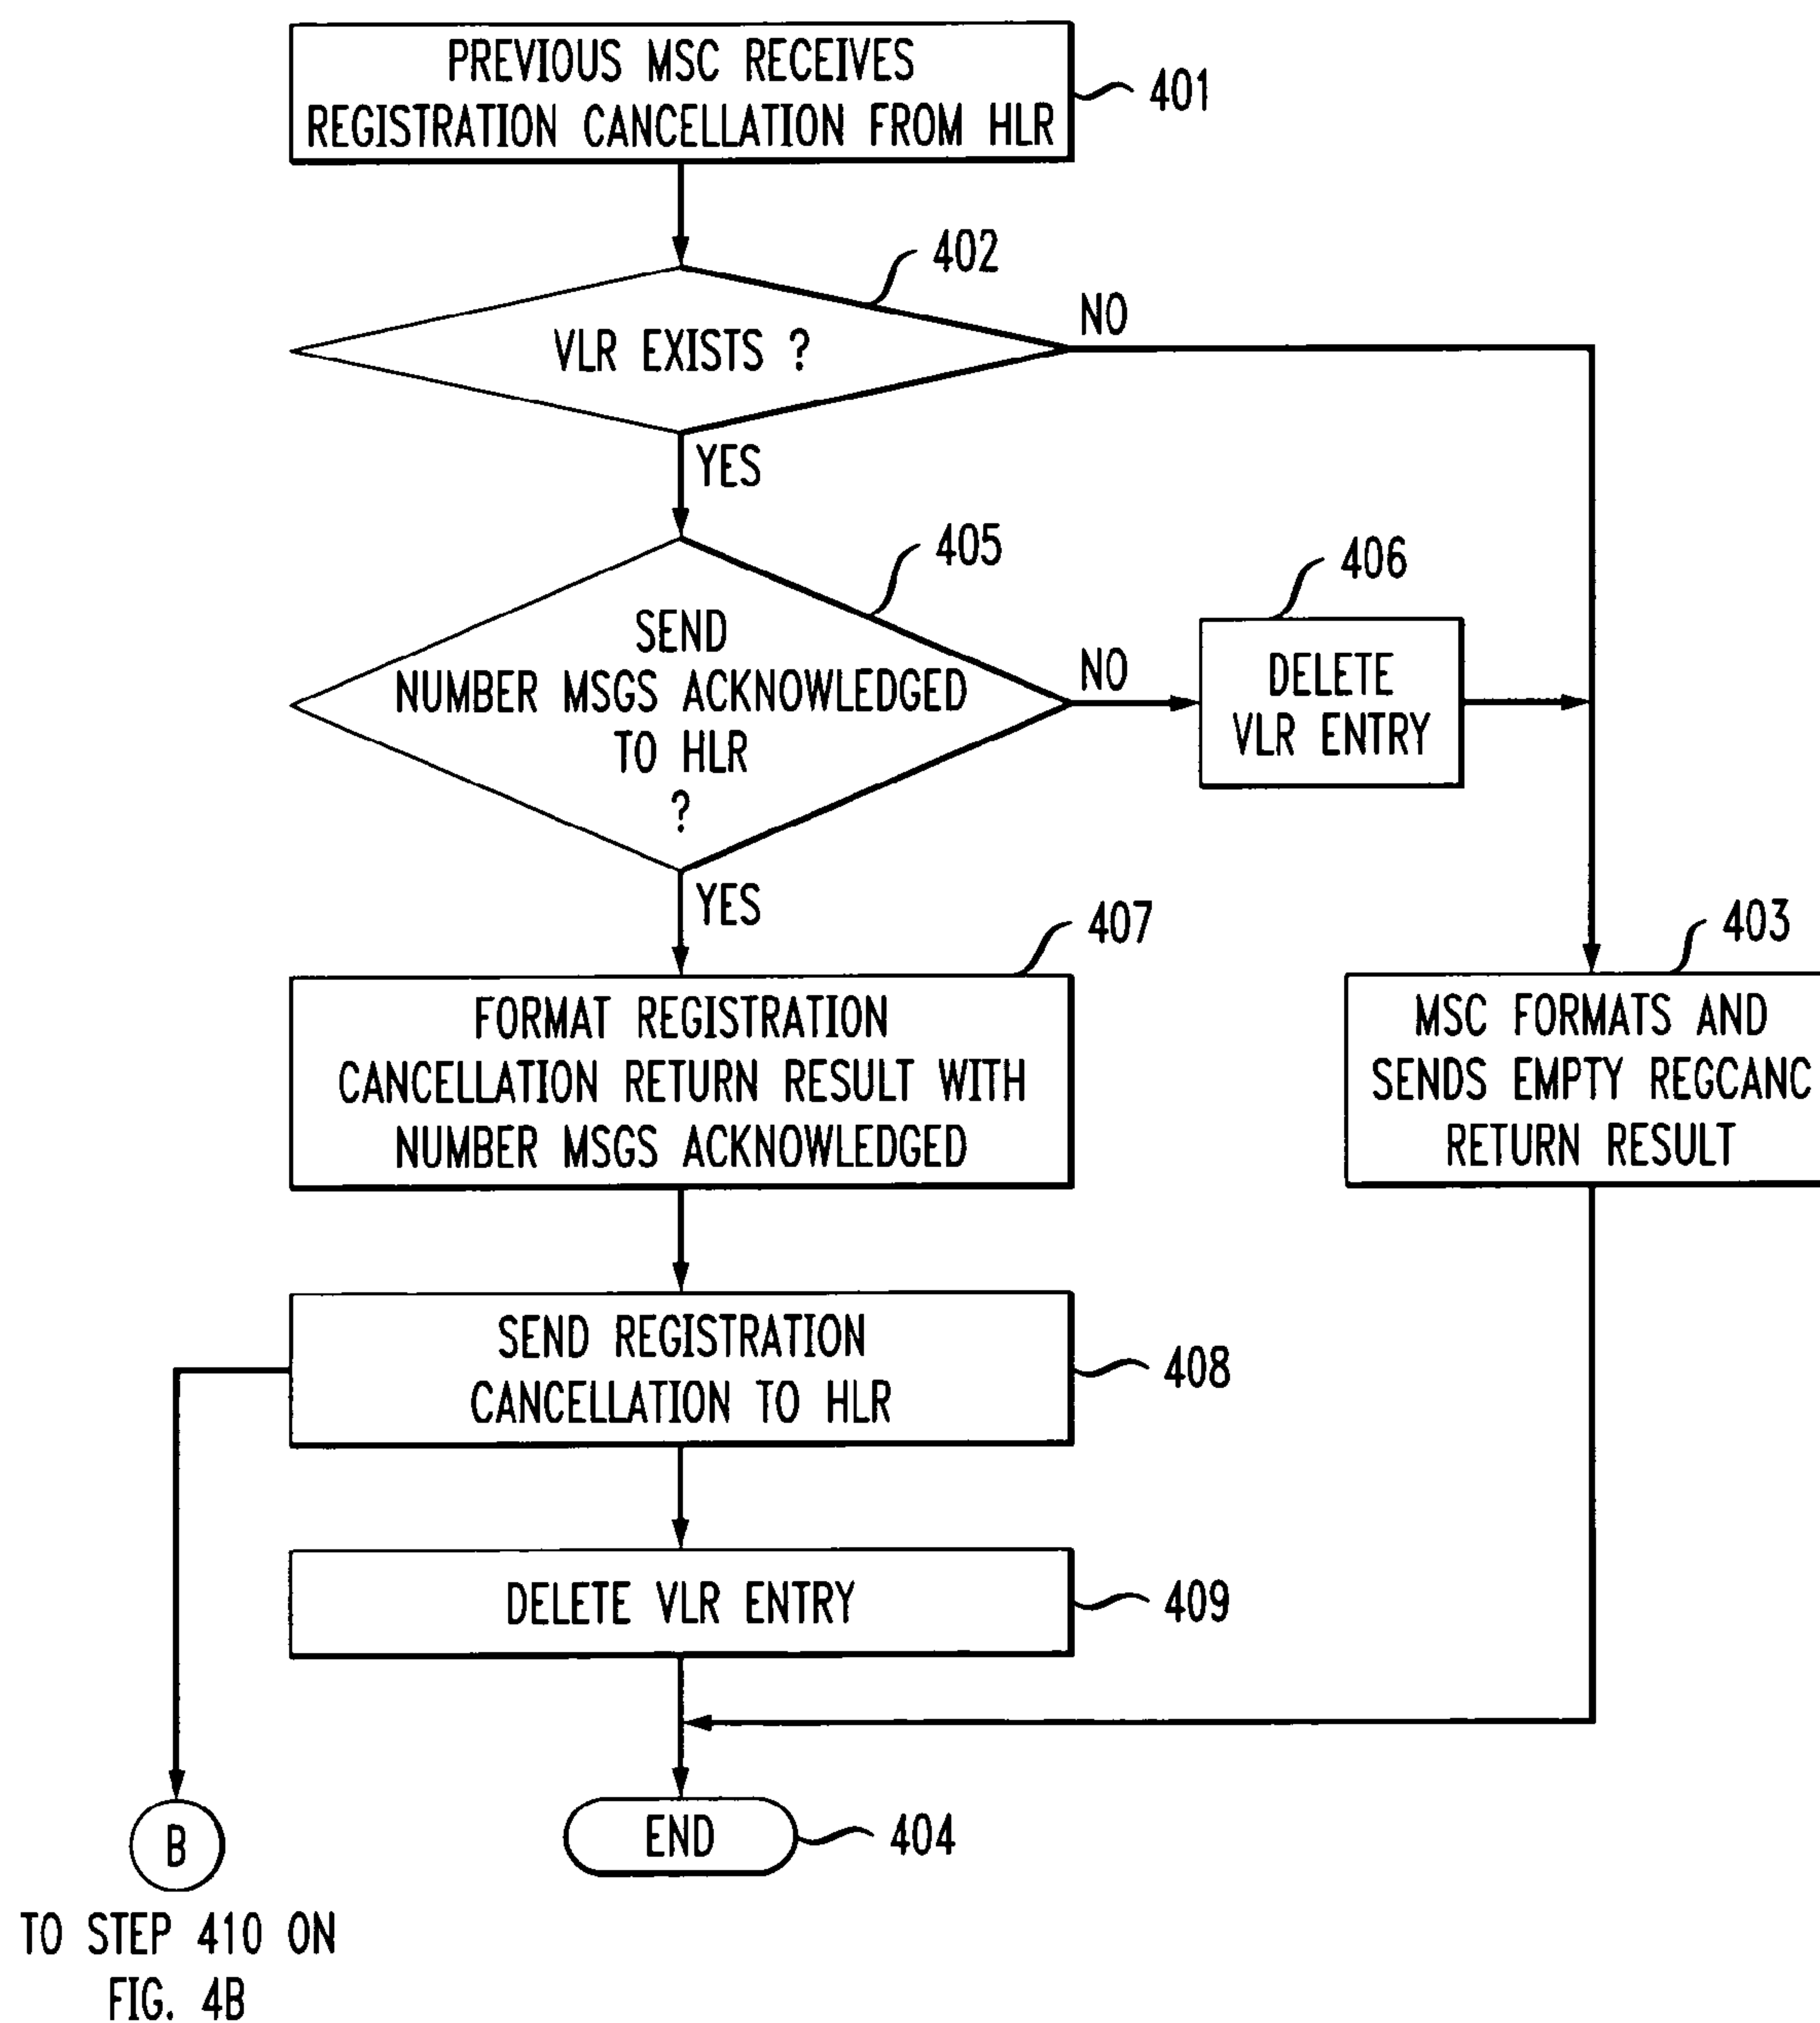 PREVIOUS MSC RECEIVES
REGISTRATION CANCELLATION FROM HLR
401
402
VLR EXISTS ?
NO
YES
405
SEND
NUMBER MSGS ACKNOWLEDGED
TO HLR
?
NO
406
DELETE
VLR ENTRY
YES
407
FORMAT REGISTRATION
CANCELLATION RETURN RESULT WITH
NUMBER MSGS ACKNOWLEDGED
403
MSC FORMATS AND
SENDS EMPTY REGCANC
RETURN RESULT
SEND REGISTRATION
CANCELLATION TO HLR
408
DELETE VLR ENTRY
409
B
END
404
TO STEP 410 ON
FIG. 4B